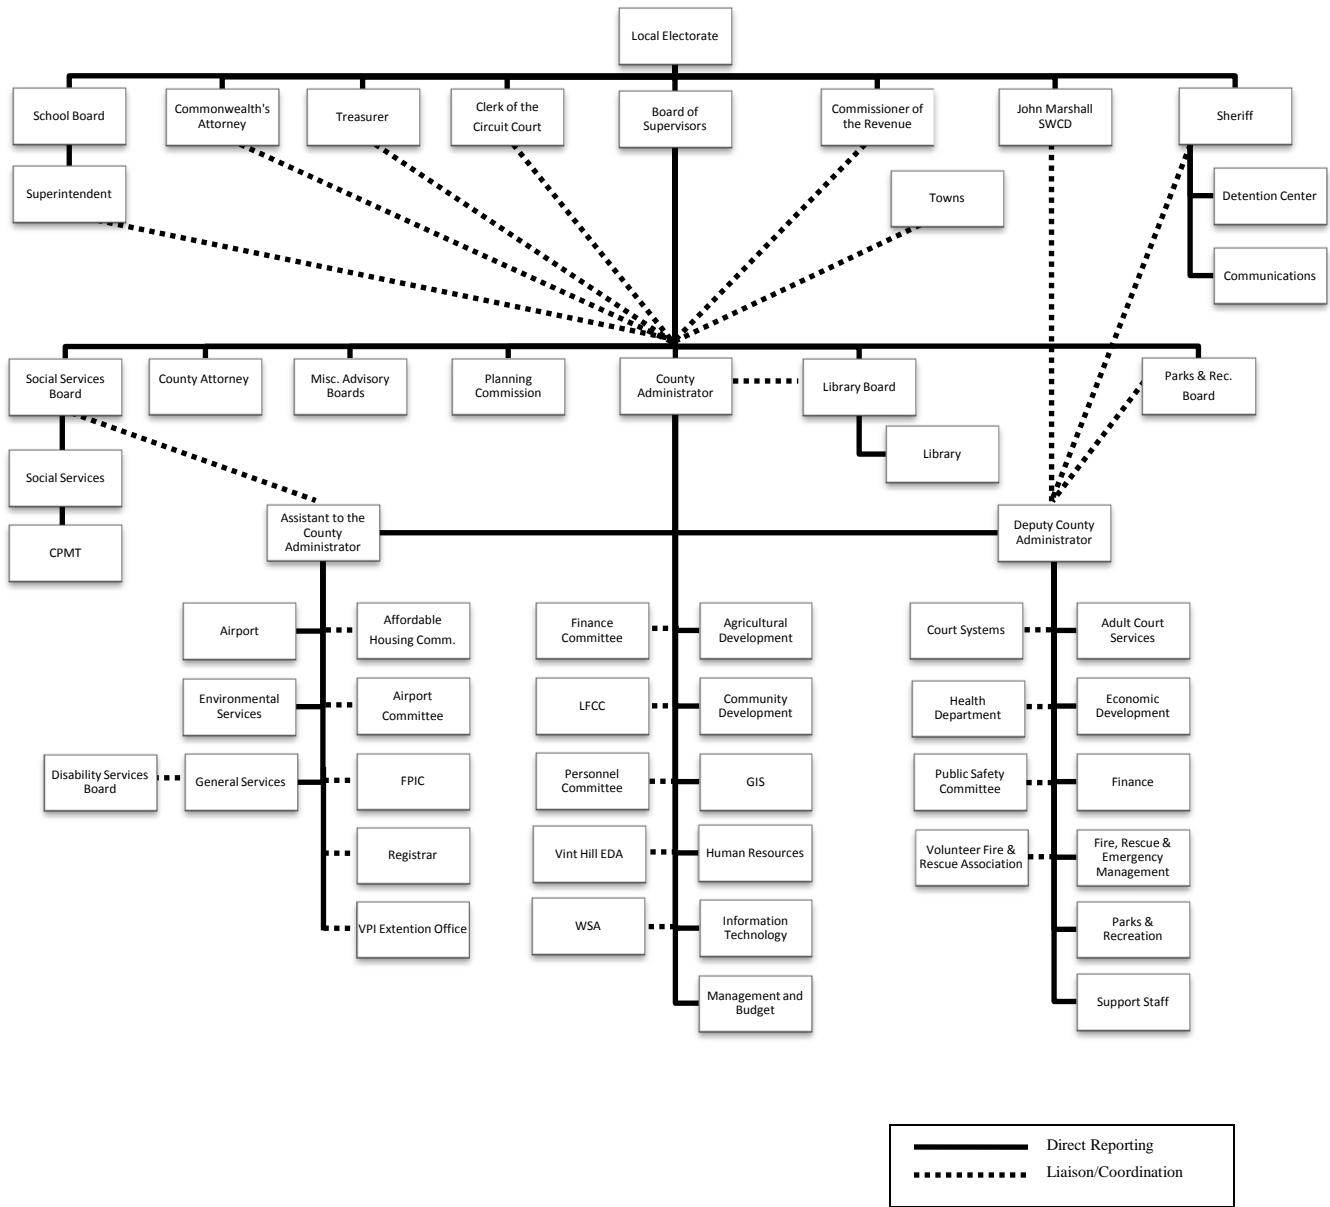 Local Electorate
School Board
Commonwealth's
Attorney
Treasurer
Clerk of the
Circuit Court
Board of
Supervisors
Commissioner of
the Revenue
John Marshall
SWCD
Sheriff
Superintendent
Towns
Detention Center
Communications
Social Services
Board
County Attorney
Misc. Advisory
Boards
Planning
Commission
County
Administrator
Library Board
Parks & Rec.
Board
Library
Social Services
CPMT
Assistant to the
County
Administrator
Deputy County
Administrator
Airport
Affordable
Housing Comm.
Finance
Committee
Agricultural
Development
Court Systems
Adult Court
Services
Environmental
Services
Airport
Committee
LFCC
Community
Development
Health
Department
Economic
Development
Disability Services
Board
General Services
FPIC
Personnel
Committee
GIS
Public Safety
Committee
Finance
Registrar
Vint Hill EDA
Human Resources
Volunteer Fire &
Rescue Association
Fire, Rescue &
Emergency
Management
VPI Extention Office
WSA
Information
Technology
Parks &
Recreation
Management and
Budget
Support Staff
Direct Reporting
Liaison/Coordination